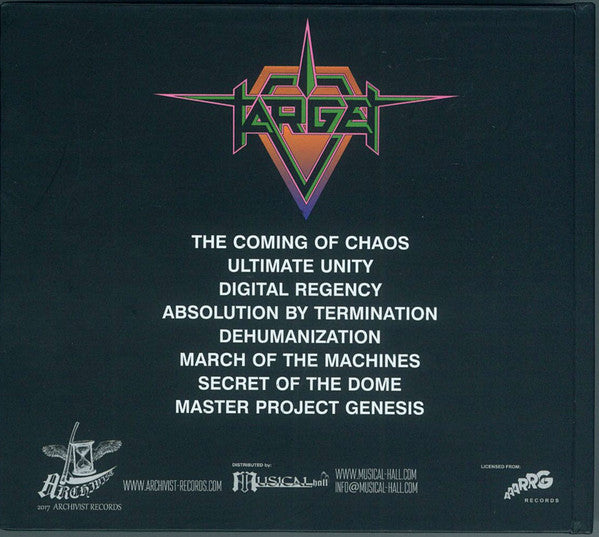 TARGET
THE COMING OF CHAOS
ULTIMATE UNITY
DIGITAL REGENCY
ABSOLUTION BY TERMINATION
DEHUMANIZATION
MARCH OF THE MACHINES
SECRET OF THE DOME
MASTER PROJECT GENESIS
ARCHIVIST
2017 ARCHIVIST RECORDS
WWW.ARCHIVIST-RECORDS.COM
DISTRIBUTED BY:
MUSICAL hall
WWW.MUSICAL-HALL.COM
INFO@MUSICAL-HALL.COM
LICENSED FROM:
AAARRG
RECORDS